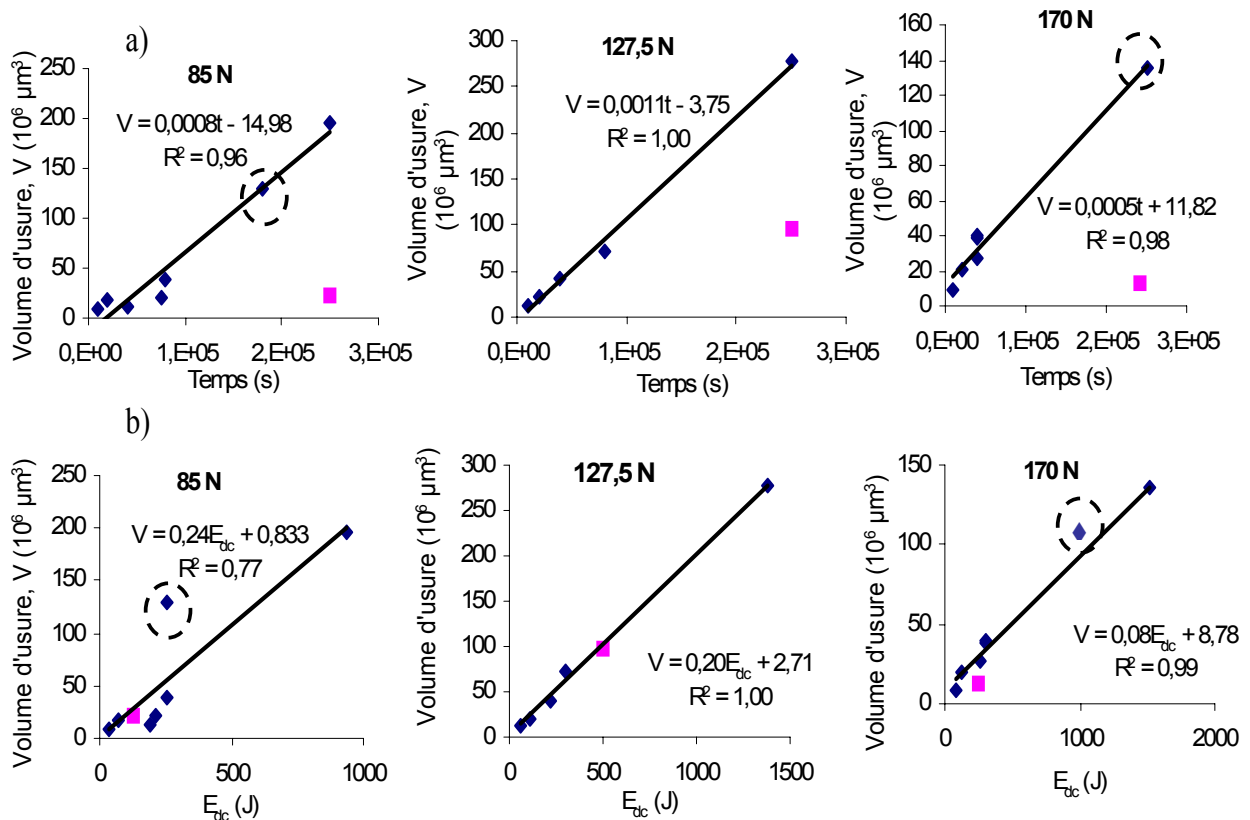 a)
85 N
Volume d'usure, V (10⁶ µm³)
250
200
150
100
50
0
V = 0,0008t - 14,98
R² = 0,96
0,E+00 1,E+05 2,E+05 3,E+05
Temps (s)
127,5 N
Volume d'usure, V
(10⁶ µm³)
300
250
200
150
100
50
0
V = 0,0011t - 3,75
R² = 1,00
0,E+00 1,E+05 2,E+05 3,E+05
Temps (s)
170 N
Volume d'usure, V
(10⁶ µm³)
160
140
120
100
80
60
40
20
0
V = 0,0005t + 11,82
R² = 0,98
0,E+00 1,E+05 2,E+05 3,E+05
Temps (s)
b)
85 N
Volume d'usure, V (10⁶ µm³)
250
200
150
100
50
0
V = 0,24E_dc + 0,833
R² = 0,77
0 500 1000
E_dc (J)
127,5 N
Volume d'usure (10⁶ µm³)
300
250
200
150
100
50
0
V = 0,20E_dc + 2,71
R² = 1,00
0 500 1000 1500
E_dc (J)
170 N
Volume d'usure (10⁶ µm³)
150
100
50
0
V = 0,08E_dc + 8,78
R² = 0,99
0 1000 2000
E_dc (J)